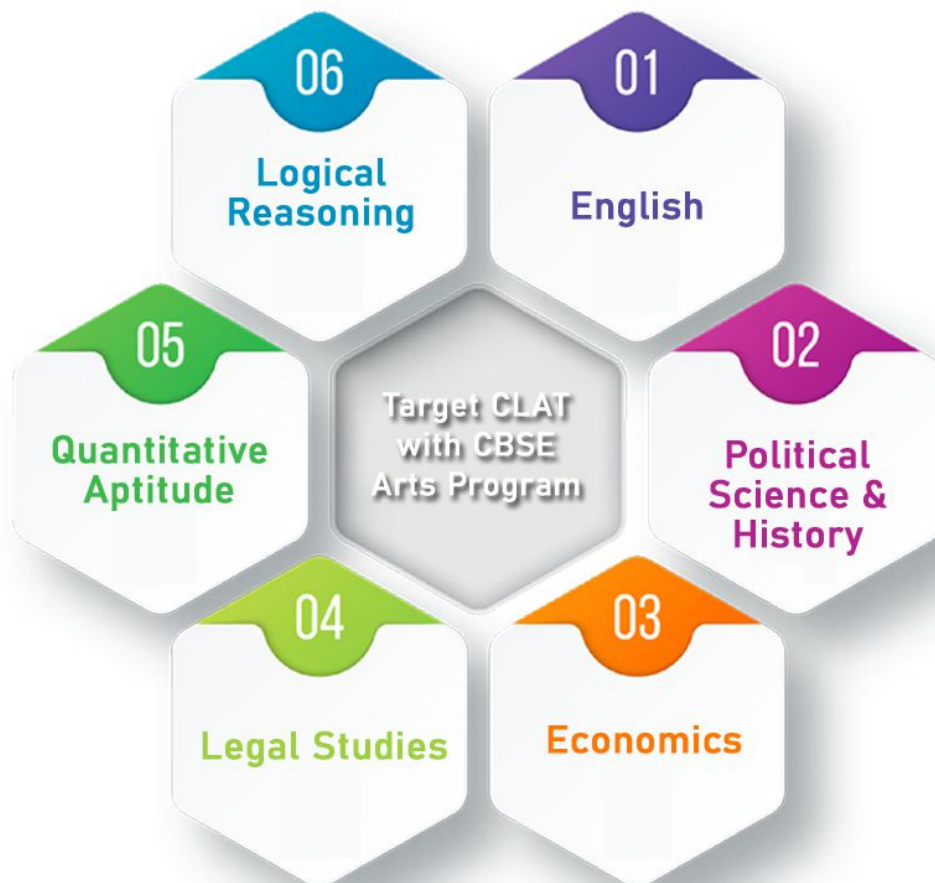 Target CLAT
with CBSE
Arts Program
01
English
02
Political
Science &
History
03
Economics
04
Legal Studies
05
Quantitative
Aptitude
06
Logical
Reasoning